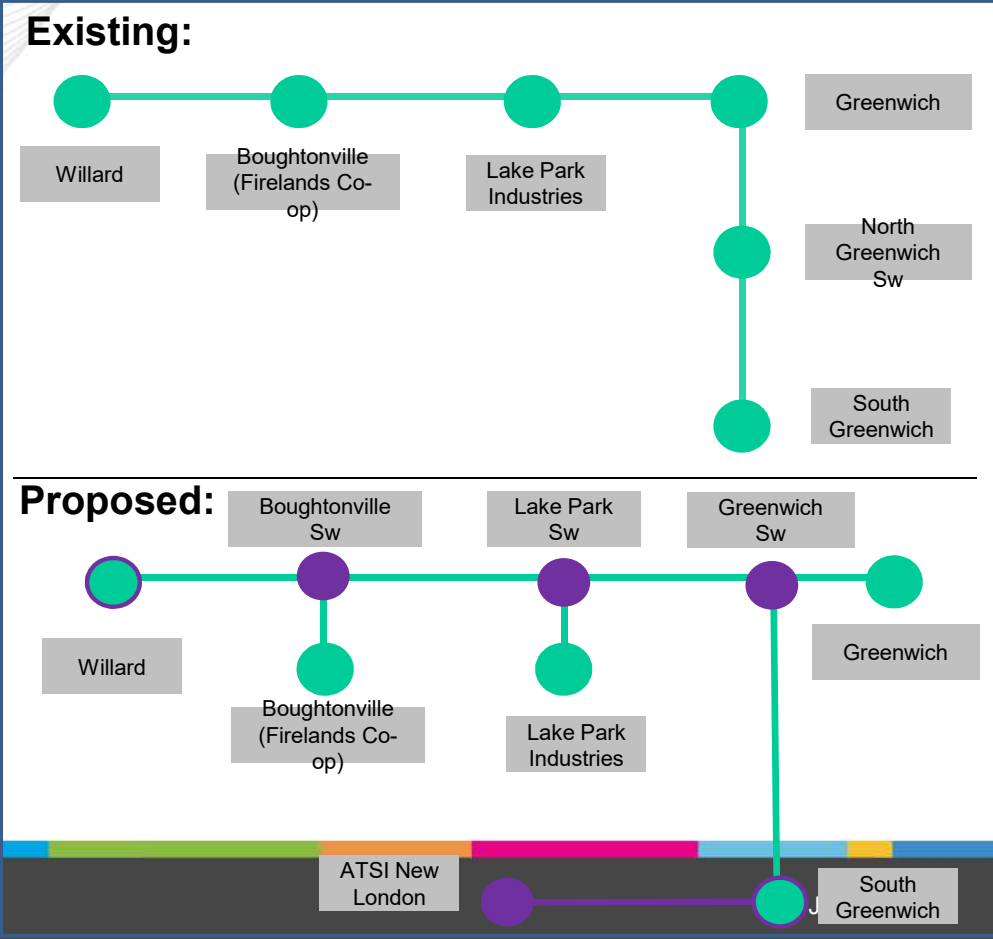 Existing:
Willard
Boughtonville
(Firelands Co-
op)
Lake Park
Industries
Greenwich
North
Greenwich
Sw
South
Greenwich
Proposed:
Boughtonville
Sw
Lake Park
Sw
Greenwich
Sw
Willard
Boughtonville
(Firelands Co-
op)
Lake Park
Industries
Greenwich
ATSI New
London
J
South
Greenwich